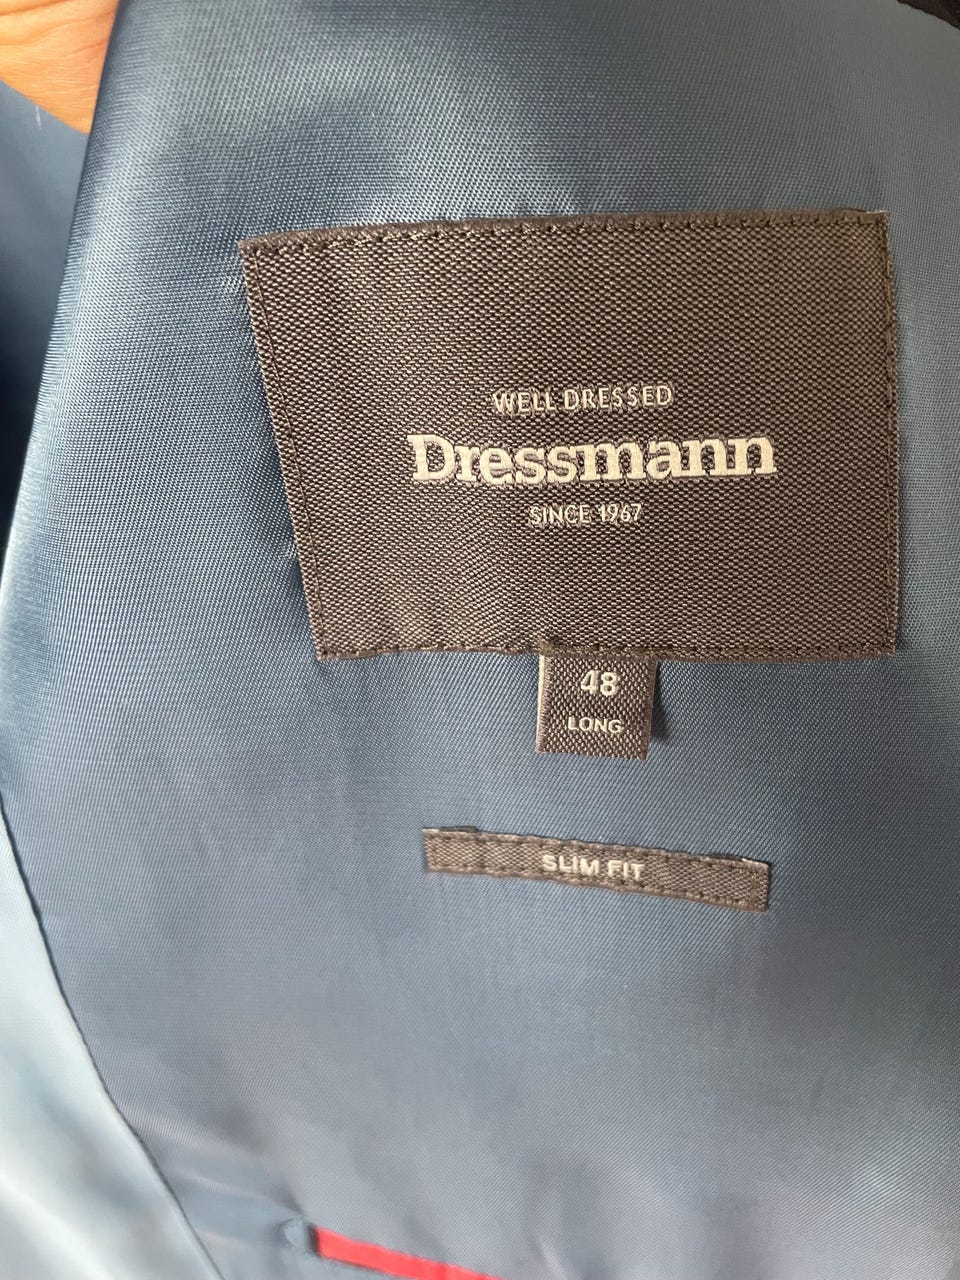 WELL DRESSED
Dressmann
SINCE 1967
48
LONG
SLIM FIT